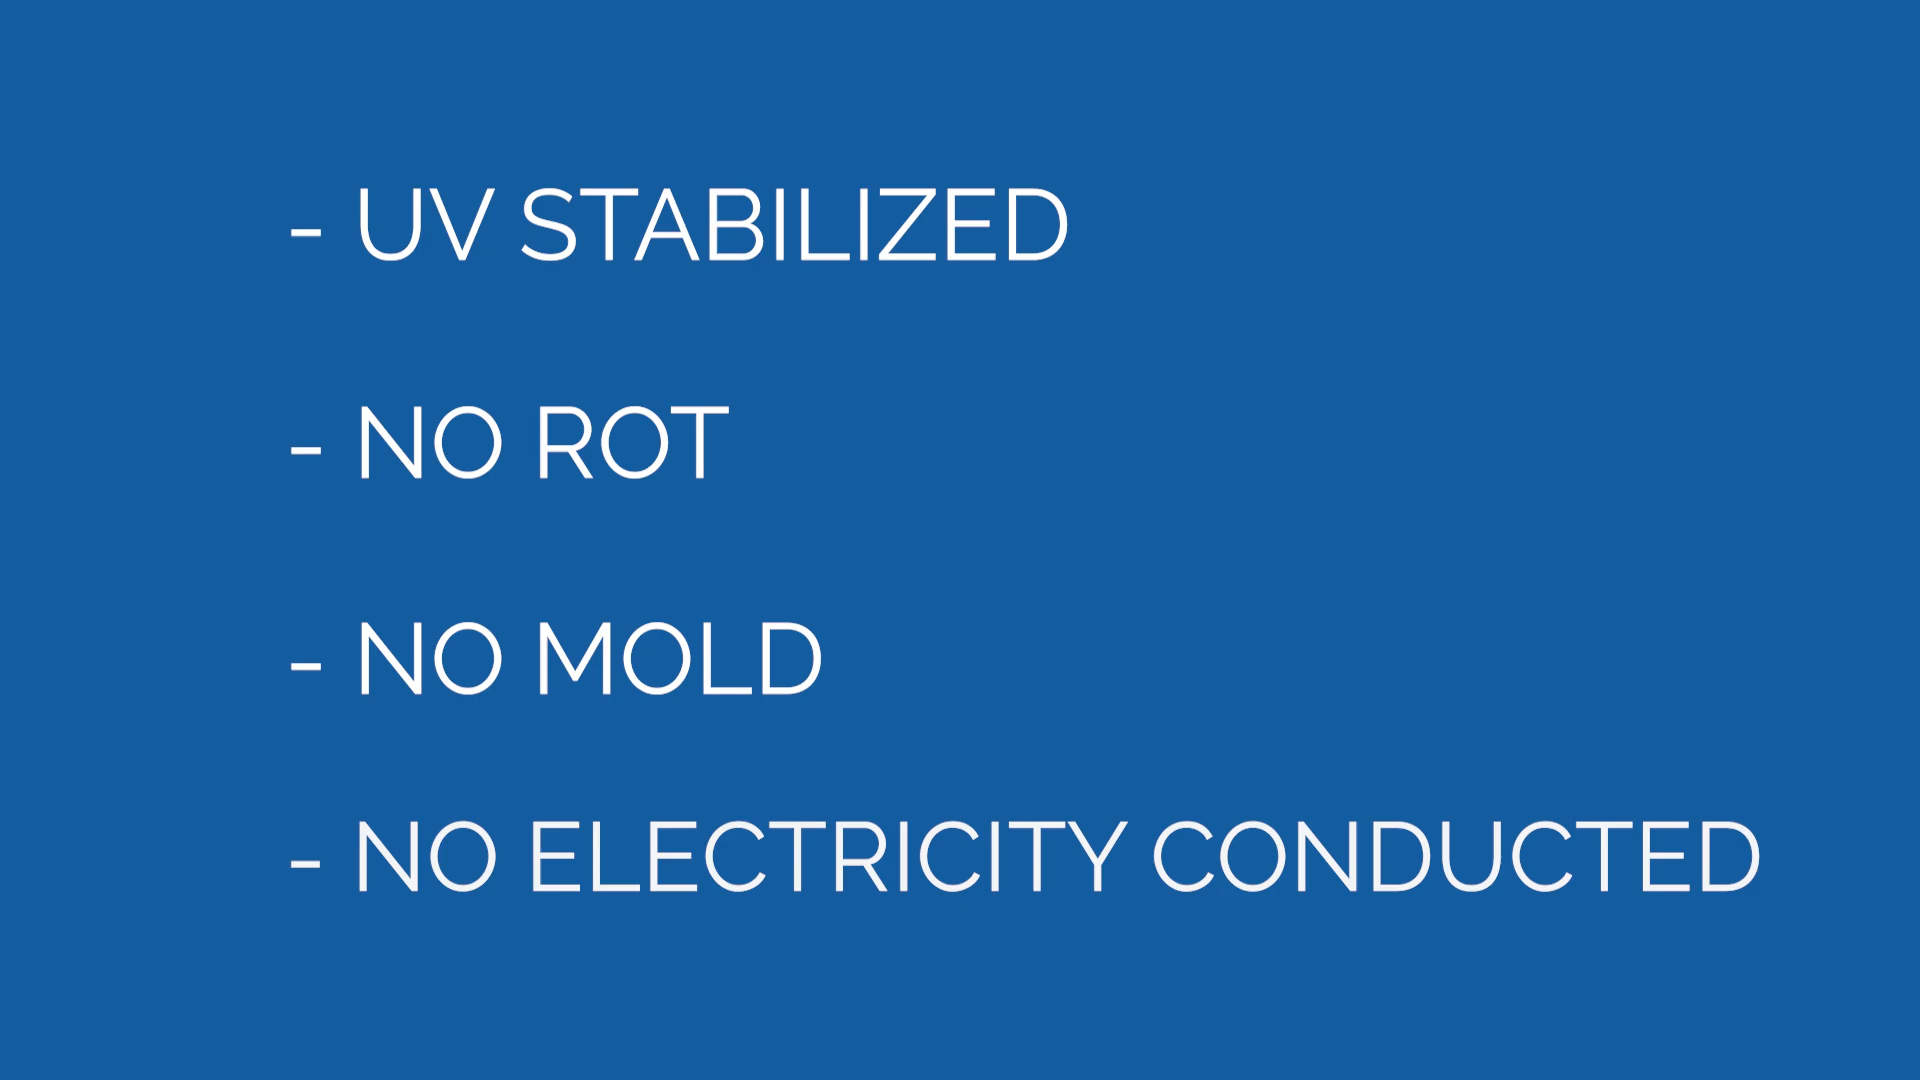 - UV STABILIZED
- NO ROT
- NO MOLD
- NO ELECTRICITY CONDUCTED